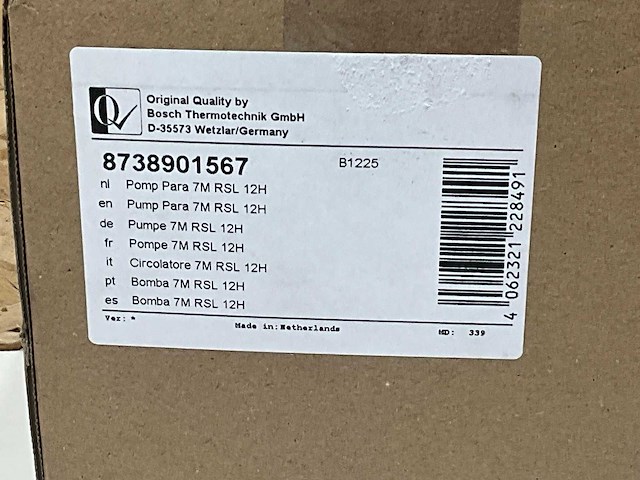 QV
Original Quality by
Bosch Thermotechnik GmbH
D-35573 Wetzlar/Germany
8738901567 B1225
nl Pomp Para 7M RSL 12H
en Pump Para 7M RSL 12H
de Pumpe 7M RSL 12H
fr Pompe 7M RSL 12H
it Circolatore 7M RSL 12H
pt Bomba 7M RSL 12H
es Bomba 7M RSL 12H
Ver: *
Made in: Netherlands
MD: 339
4 062321 228491